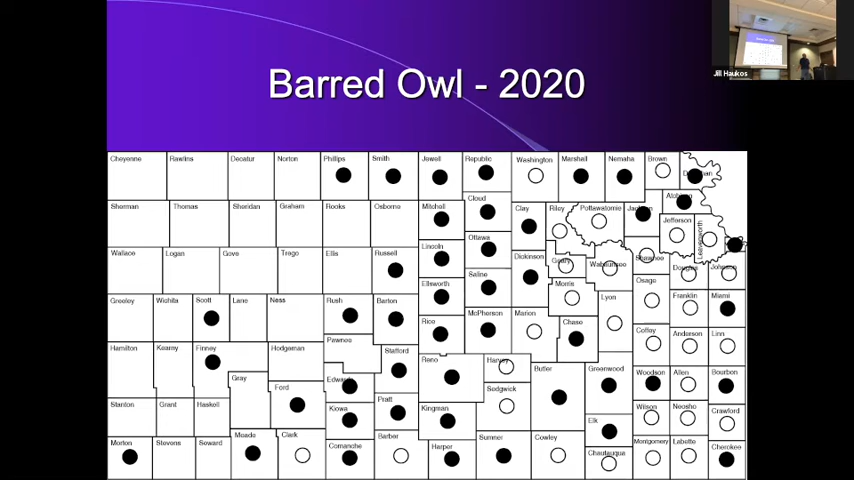 Jill Haukos
Barred Owl - 2020
Cheyenne Rawlins Decatur Norton Phillips Smith Jewell Republic Washington Marshall Nemaha Brown
Sherman Thomas Sheridan Graham Rooks Osborne Mitchell Cloud Clay Riley Pottawatomie Jefferson Leavenworth
Wallace Logan Gove Trego Ellis Russell Lincoln Ottawa Saline Dickinson Geary Wabaunsee Shawnee Douglas Johnson
Greeley Wichita Scott Lane Ness Rush Barton Ellsworth McPherson Marion Morris Lyon Osage Franklin Miami
Hamilton Kearny Finney Hodgeman Pawnee Stafford Rice Reno Harvey Chase Coffey Anderson Linn
Gray Ford Edwards Pratt Sedgwick Butler Greenwood Woodson Allen Bourbon
Stanton Grant Haskell Kiowa Kingman Elk Wilson Neosho Crawford
Morton Stevens Seward Meade Clark Comanche Barber Harper Sumner Cowley Chautauqua Montgomery Labette Cherokee